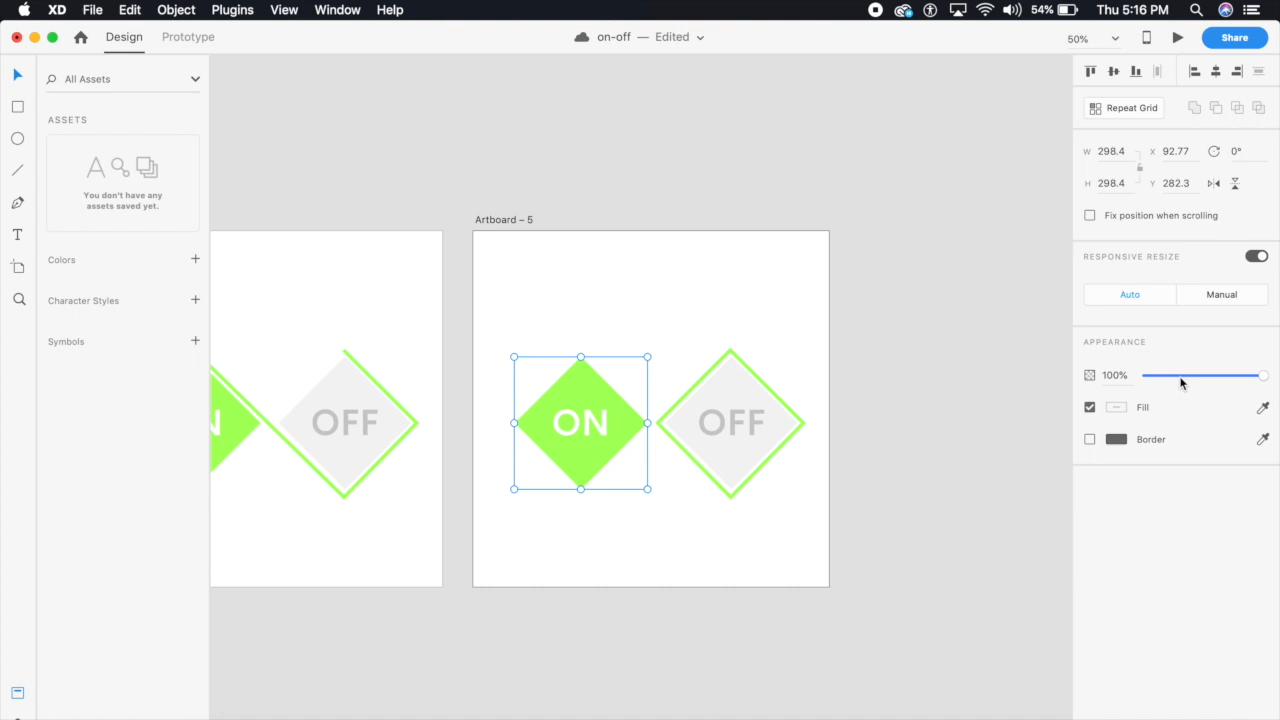 XD File Edit Object Plugins View Window Help 54% Thu 5:16 PM
Design Prototype on-off — Edited 50% Share
All Assets
ASSETS
You don't have any
assets saved yet.
Colors
Character Styles
Symbols
Artboard – 5
N OFF ON OFF
Repeat Grid
W 298.4 X 92.77 0°
H 298.4 Y 282.3
Fix position when scrolling
RESPONSIVE RESIZE
Auto Manual
APPEARANCE
100%
Fill
Border